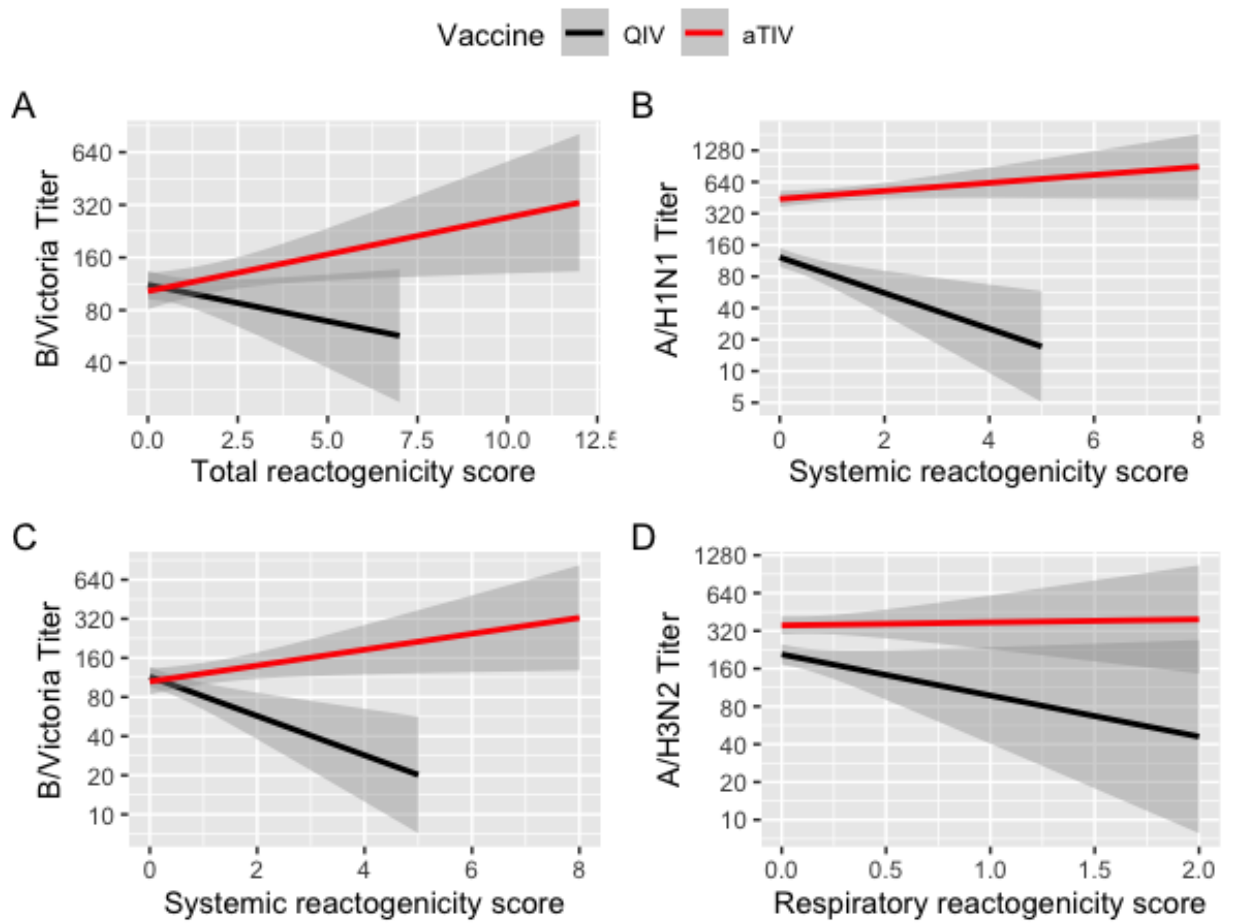 Vaccine QIV aTIV
A
B/Victoria Titer
640
320
160
80
40
0.0 2.5 5.0 7.5 10.0 12.5
Total reactogenicity score
B
A/H1N1 Titer
1280
640
320
160
80
40
20
10
5
0 2 4 6 8
Systemic reactogenicity score
C
B/Victoria Titer
640
320
160
80
40
20
10
0 2 4 6 8
Systemic reactogenicity score
D
A/H3N2 Titer
1280
640
320
160
80
40
20
10
0.0 0.5 1.0 1.5 2.0
Respiratory reactogenicity score